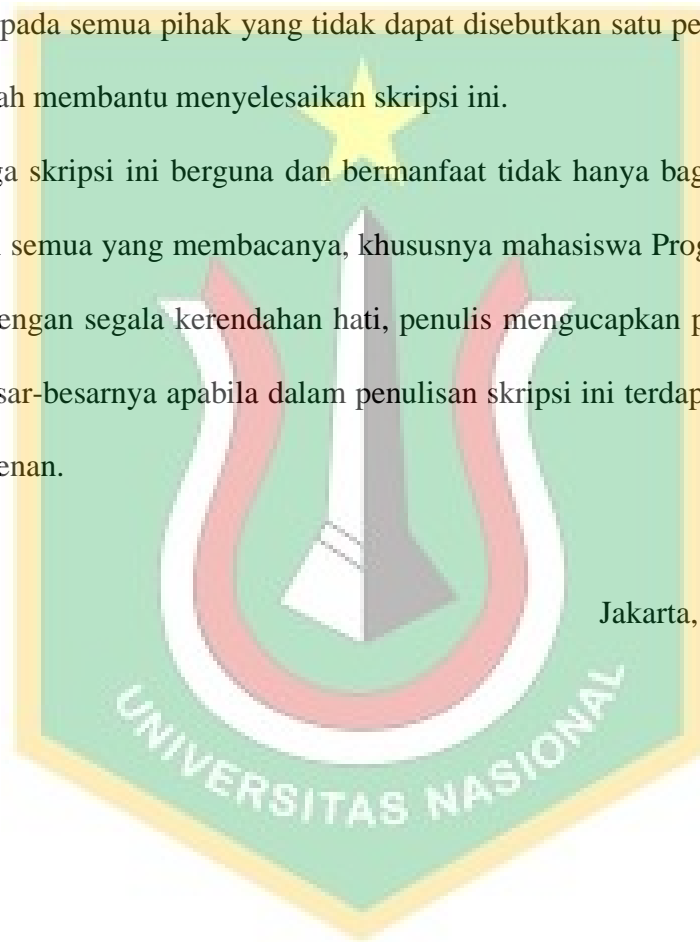 pada semua pihak yang tidak dapat disebutkan satu pe
ah membantu menyelesaikan skripsi ini.
ga skripsi ini berguna dan bermanfaat tidak hanya bag
semua yang membacanya, khususnya mahasiswa Prog
engan segala kerendahan hati, penulis mengucapkan p
sar-besarnya apabila dalam penulisan skripsi ini terdap
enan.
Jakarta,
UNIVERSITAS NASIONAL